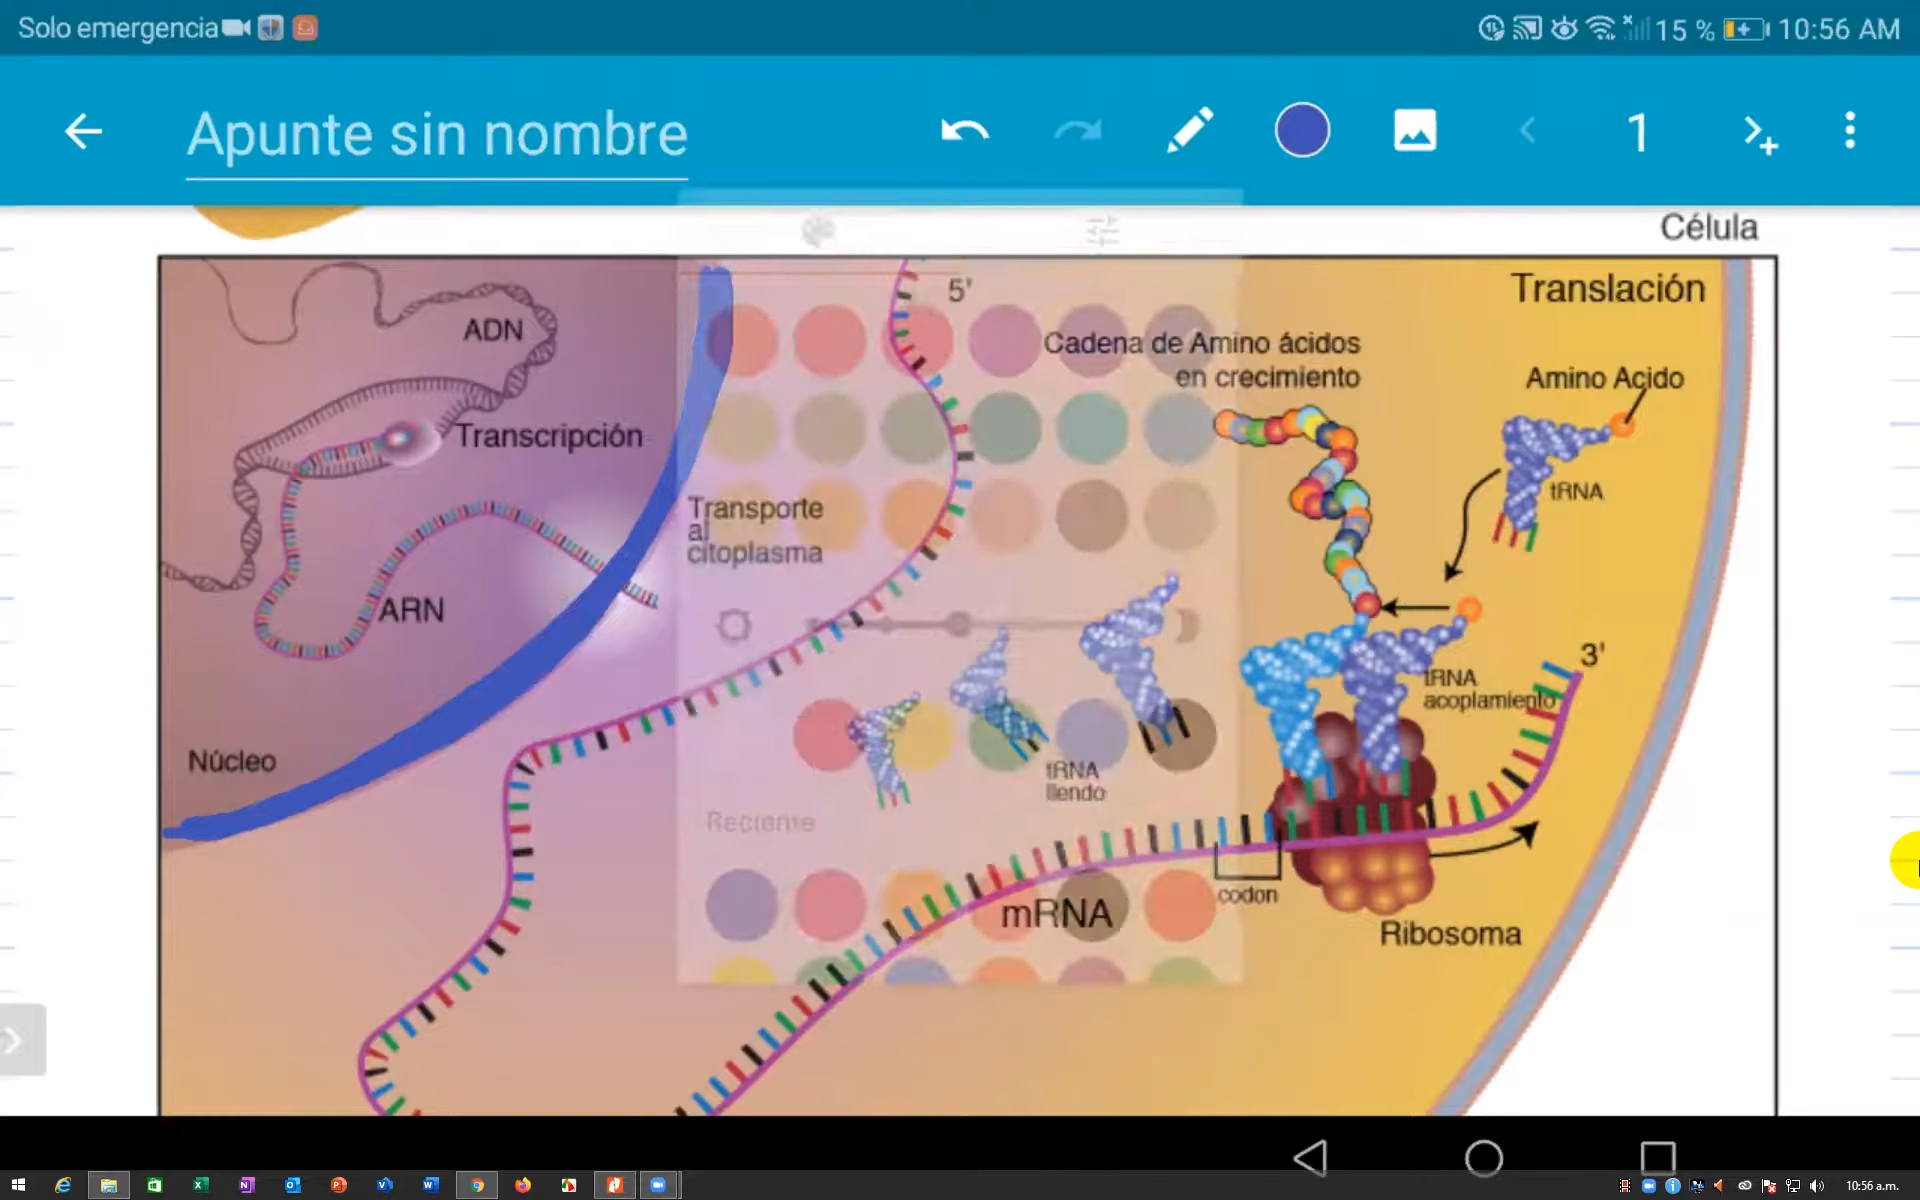 Solo emergencia
15 %
10:56 AM
Apunte sin nombre
1
Célula
Translación
5'
ADN
Cadena de Amino ácidos
en crecimiento
Amino Acido
Transcripción
tRNA
Transporte
al
citoplasma
ARN
3'
tRNA
acoplamiento
Núcleo
tRNA
llendo
Reciente
codon
mRNA
Ribosoma
10:56 a.m.